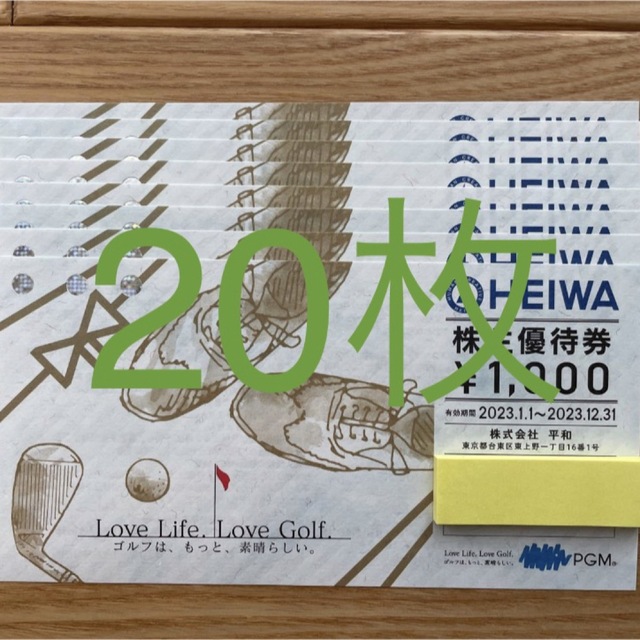 HEIWA
HEIWA
HEIWA
HEIWA
HEIWA
HEIWA
HEIWA
20枚
株主優待券
¥1,000
有効期間 2023.1.1~2023.12.31
株式会社 平和
東京都台東区東上野一丁目16番1号
Love Life. Love Golf.
ゴルフは、もっと、素晴らしい。
Love Life. Love Golf.
ゴルフは、もっと、素晴らしい。
PGM